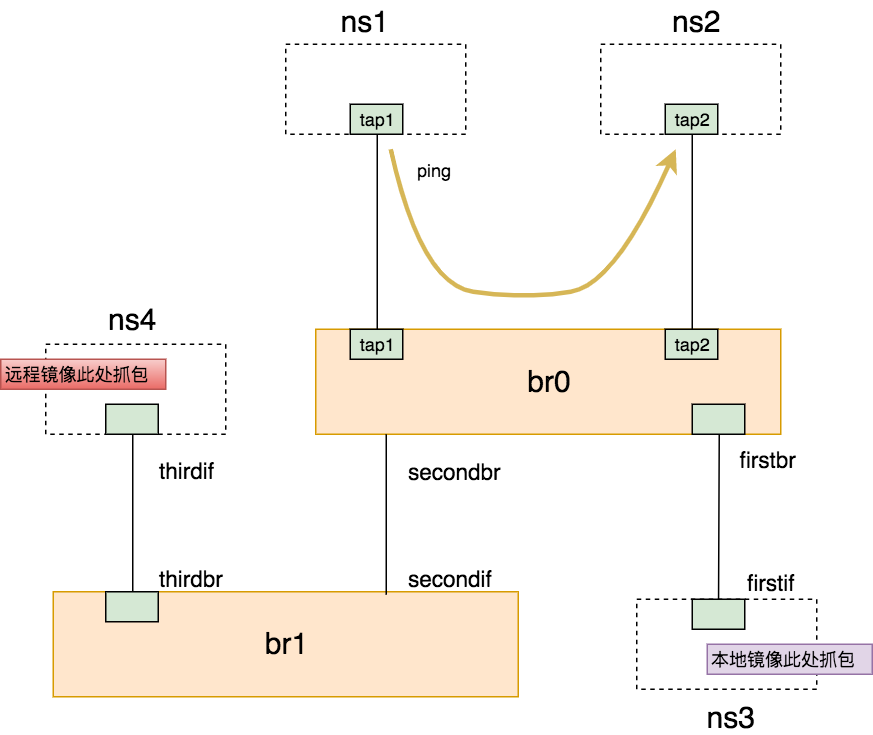 ns1
ns2
tap1
tap2
ping
ns4
远程镜像此处抓包
tap1
tap2
br0
thirdif
secondbr
firstbr
thirdbr
secondif
firstif
br1
本地镜像此处抓包
ns3